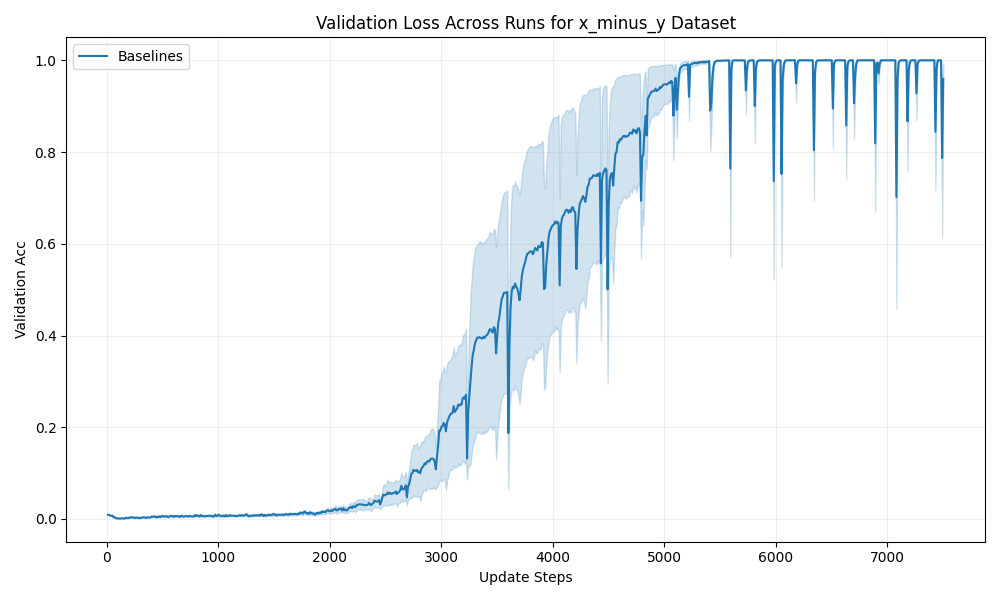 Validation Loss Across Runs for x_minus_y Dataset
Baselines
Validation Acc
1.0
0.8
0.6
0.4
0.2
0.0
0 1000 2000 3000 4000 5000 6000 7000
Update Steps